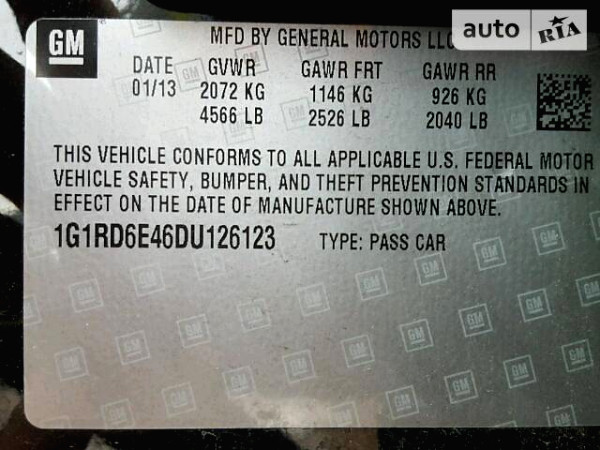 auto RIA
GM
MFD BY GENERAL MOTORS LLC
DATE GVWR GAWR FRT GAWR RR
01/13 2072 KG 1146 KG 926 KG
4566 LB 2526 LB 2040 LB
THIS VEHICLE CONFORMS TO ALL APPLICABLE U.S. FEDERAL MOTOR
VEHICLE SAFETY, BUMPER, AND THEFT PREVENTION STANDARDS IN
EFFECT ON THE DATE OF MANUFACTURE SHOWN ABOVE.
1G1RD6E46DU126123 TYPE: PASS CAR